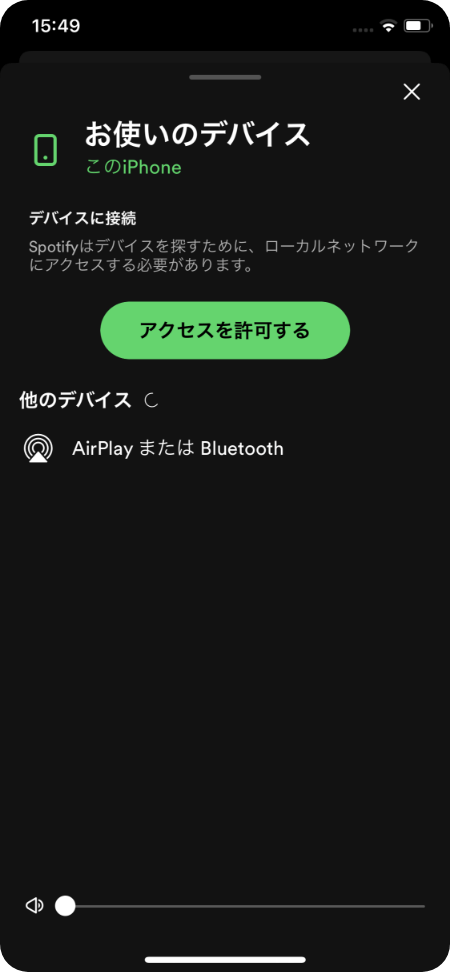 15:49
お使いのデバイス
このiPhone
デバイスに接続
Spotifyはデバイスを探すために、ローカルネットワーク
にアクセスする必要があります。
アクセスを許可する
他のデバイス
AirPlay または Bluetooth